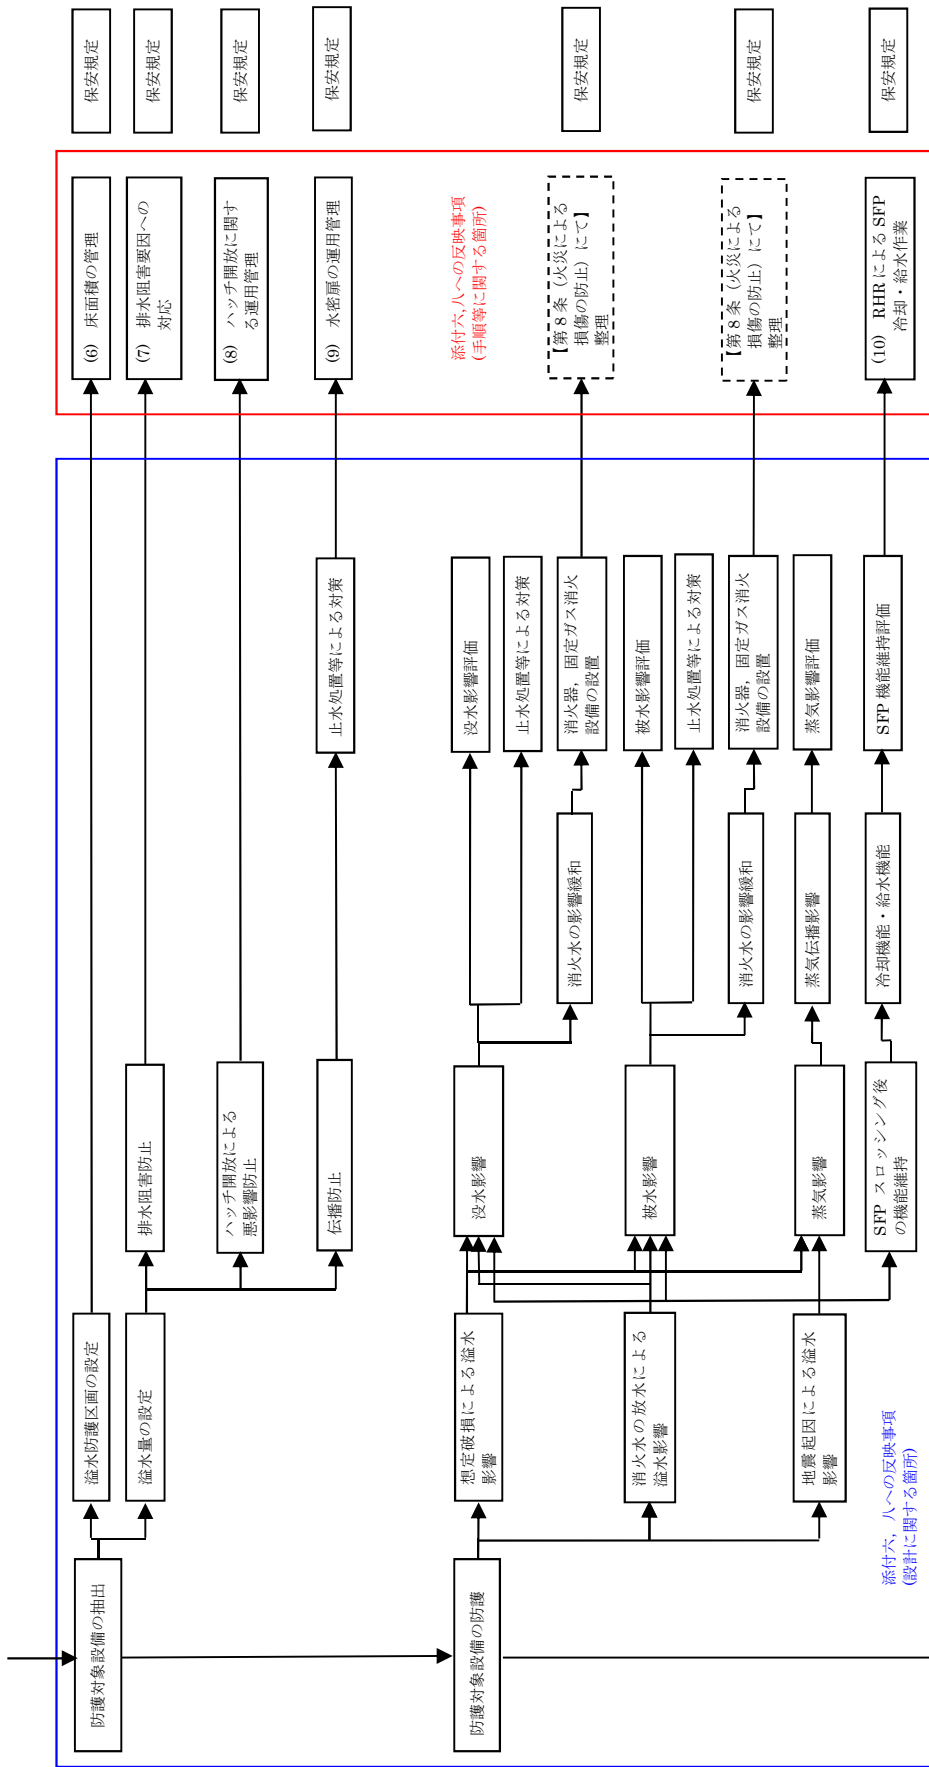 防護対象設備の抽出
溢水防護区画の設定
(6) 床面積の管理
保安規定
溢水量の設定
排水阻害防止
(7) 排水阻害要因への
対応
保安規定
ハッチ開放による
悪影響防止
(8) ハッチ開放に関す
る運用管理
保安規定
伝播防止
止水処置等による対策
(9) 水密扉の運用管理
保安規定
添付六,八への反映事項
(手順等に関する箇所)
防護対象設備の防護
想定破損による溢水
影響
没水影響
没水影響評価
止水処置等による対策
消火水の影響緩和
消火器，固定ガス消火
設備の設置
【第８条（火災による
損傷の防止）にて】
整理
保安規定
消火水の放水による
溢水影響
被水影響
被水影響評価
止水処置等による対策
消火水の影響緩和
消火器，固定ガス消火
設備の設置
【第８条（火災による
損傷の防止）にて】
整理
保安規定
地震起因による溢水
影響
蒸気影響
蒸気伝播影響
蒸気影響評価
SFP スロッシング後
の機能維持
冷却機能・給水機能
SFP 機能維持評価
(10) RHR による SFP
冷却・給水作業
保安規定
添付六，八への反映事項
(設計に関する箇所)